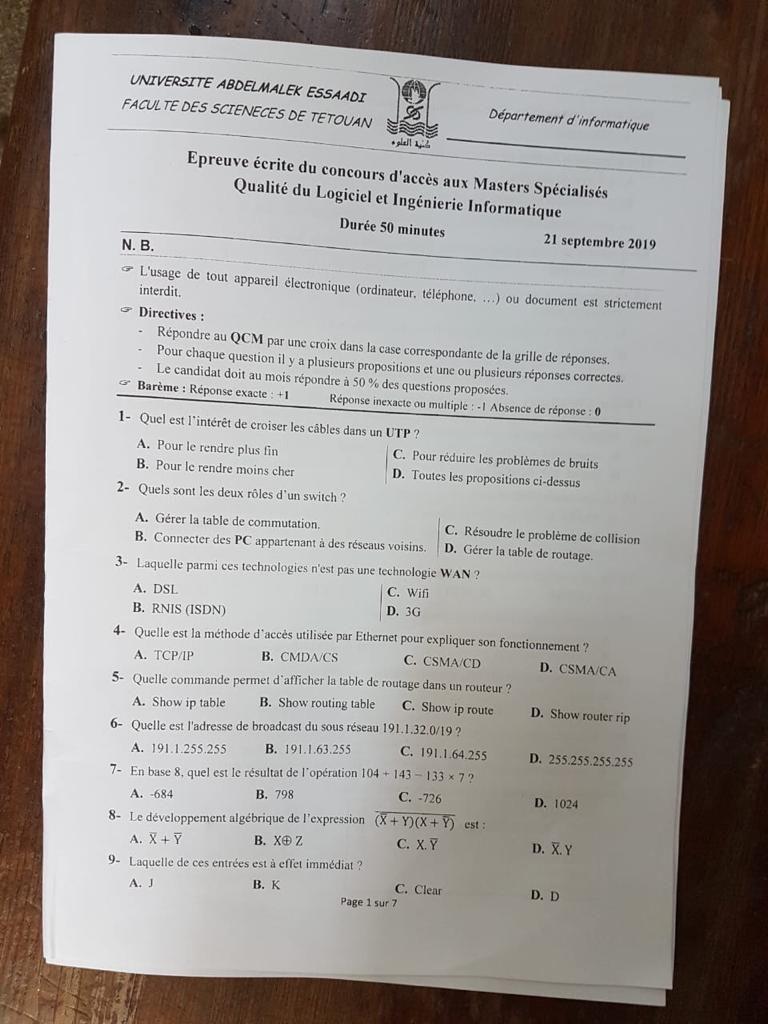 UNIVERSITE ABDELMALEK ESSAADI
FACULTE DES SCIENECES DE TETOUAN
كلية العلوم
Département d'informatique
Epreuve écrite du concours d'accès aux Masters Spécialisés
Qualité du Logiciel et Ingénierie Informatique
Durée 50 minutes
21 septembre 2019
N. B.
☞ L'usage de tout appareil électronique (ordinateur, téléphone, …) ou document est strictement
interdit.
☞ Directives :
- Répondre au QCM par une croix dans la case correspondante de la grille de réponses.
- Pour chaque question il y a plusieurs propositions et une ou plusieurs réponses correctes.
- Le candidat doit au mois répondre à 50 % des questions proposées.
☞ Barème : Réponse exacte : +1 Réponse inexacte ou multiple : -1 Absence de réponse : 0
1- Quel est l'intérêt de croiser les câbles dans un UTP ?
A. Pour le rendre plus fin
B. Pour le rendre moins cher
C. Pour réduire les problèmes de bruits
D. Toutes les propositions ci-dessus
2- Quels sont les deux rôles d'un switch ?
A. Gérer la table de commutation.
B. Connecter des PC appartenant à des réseaus voisins.
C. Résoudre le problème de collision
D. Gérer la table de routage.
3- Laquelle parmi ces technologies n'est pas une technologie WAN ?
A. DSL
B. RNIS (ISDN)
C. Wifi
D. 3G
4- Quelle est la méthode d'accès utilisée par Ethernet pour expliquer son fonctionnement ?
A. TCP/IP B. CMDA/CS C. CSMA/CD D. CSMA/CA
5- Quelle commande permet d'afficher la table de routage dans un routeur ?
A. Show ip table B. Show routing table C. Show ip route D. Show router rip
6- Quelle est l'adresse de broadcast du sous réseau 191.1.32.0/19 ?
A. 191.1.255.255 B. 191.1.63.255 C. 191.1.64.255 D. 255.255.255.255
7- En base 8, quel est le résultat de l'opération 104 + 143 – 133 × 7 ?
A. -684 B. 798 C. -726 D. 1024
8- Le développement algébrique de l'expression (X̅ + Y)(X + Y̅) est :
A. X̅ + Y̅ B. X⊕ Z C. X. Y̅ D. X̅. Y
9- Laquelle de ces entrées est à effet immédiat ?
A. J B. K C. Clear D. D
Page 1 sur 7